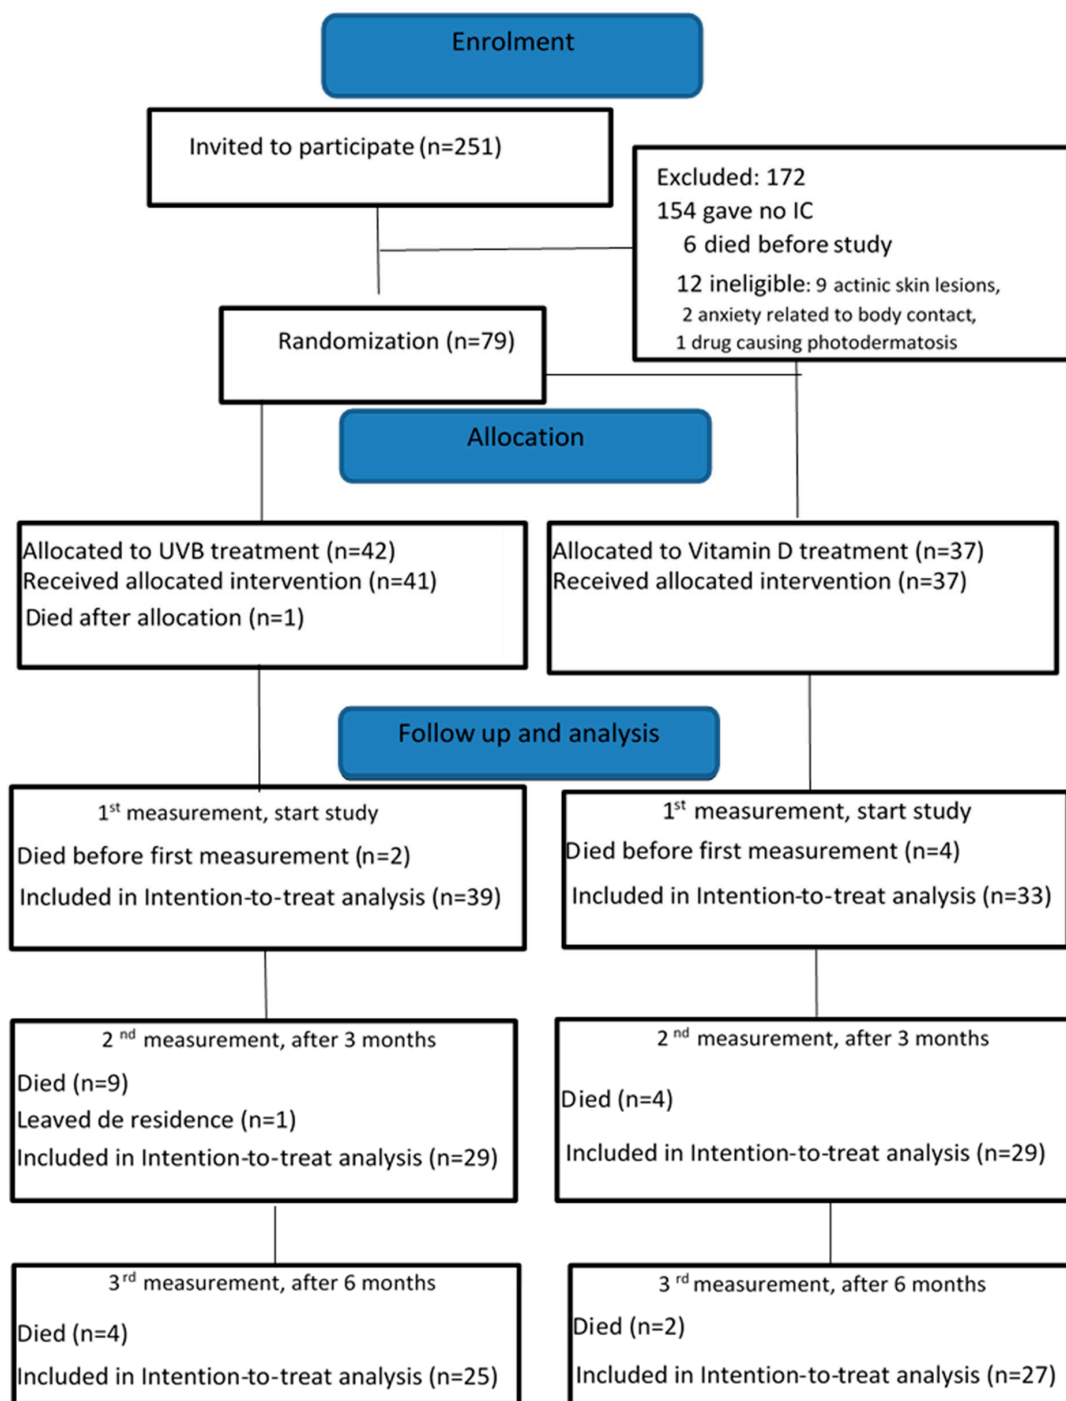 Enrolment
Invited to participate (n=251)
Excluded: 172
154 gave no IC
6 died before study
12 ineligible: 9 actinic skin lesions,
2 anxiety related to body contact,
1 drug causing photodermatosis
Randomization (n=79)
Allocation
Allocated to UVB treatment (n=42)
Received allocated intervention (n=41)
Died after allocation (n=1)
Allocated to Vitamin D treatment (n=37)
Received allocated intervention (n=37)
Follow up and analysis
1st measurement, start study
Died before first measurement (n=2)
Included in Intention-to-treat analysis (n=39)
1st measurement, start study
Died before first measurement (n=4)
Included in Intention-to-treat analysis (n=33)
2 nd measurement, after 3 months
Died (n=9)
Leaved de residence (n=1)
Included in Intention-to-treat analysis (n=29)
2 nd measurement, after 3 months
Died (n=4)
Included in Intention-to-treat analysis (n=29)
3rd measurement, after 6 months
Died (n=4)
Included in Intention-to-treat analysis (n=25)
3 rd measurement, after 6 months
Died (n=2)
Included in Intention-to-treat analysis (n=27)